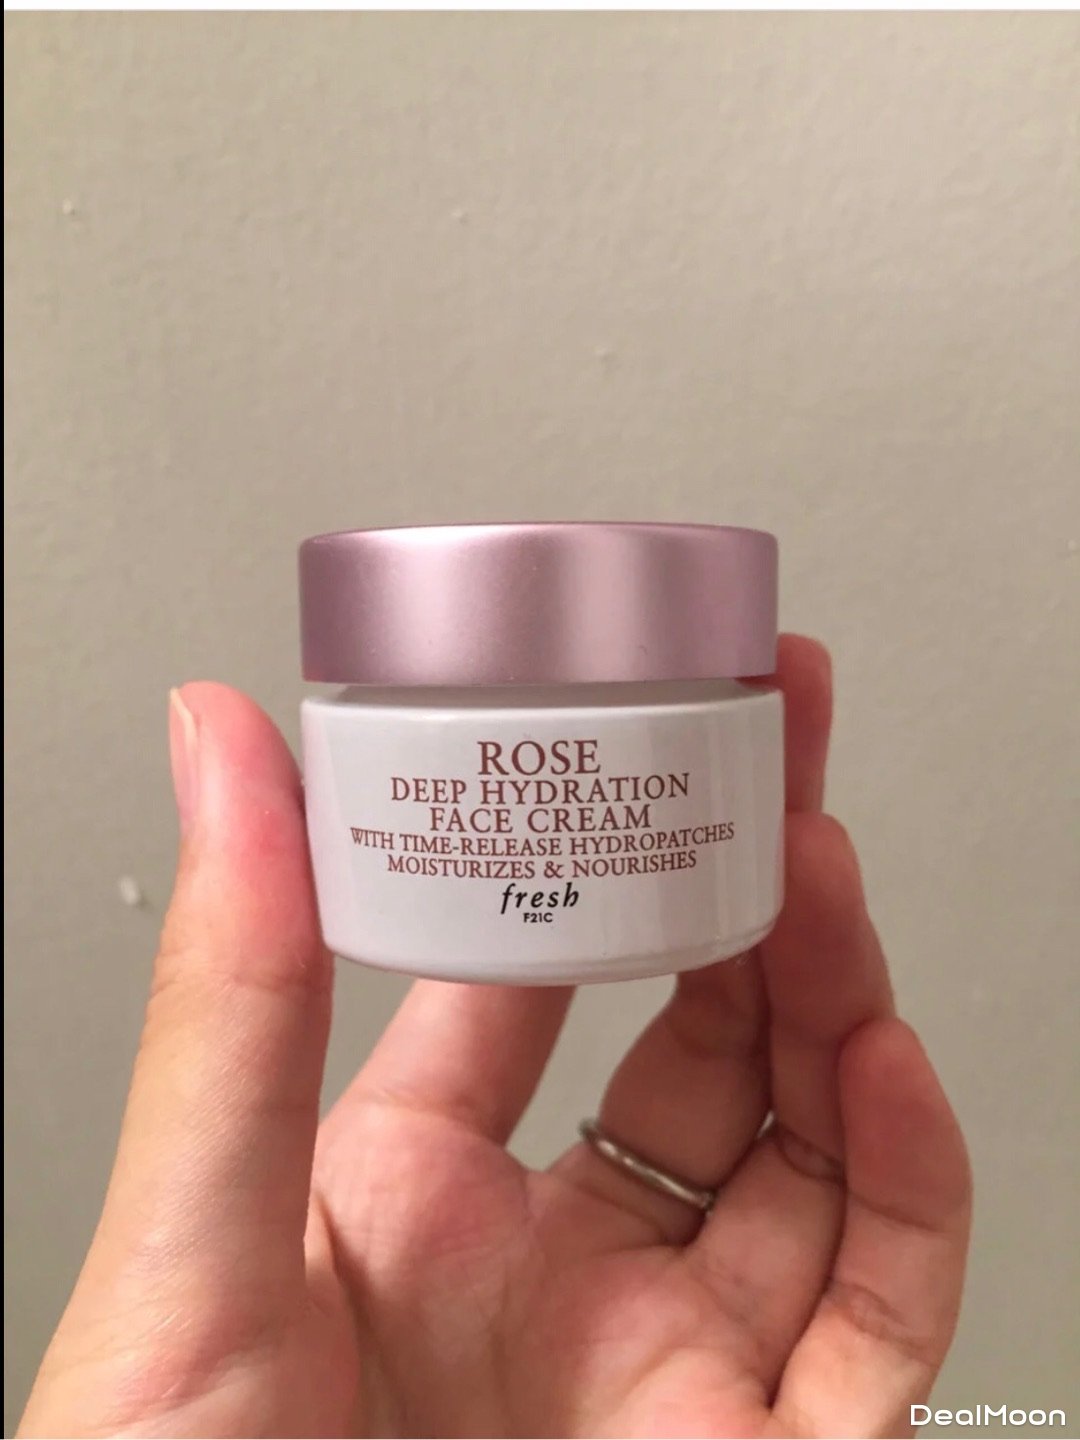 ROSE
DEEP HYDRATION
FACE CREAM
WITH TIME-RELEASE HYDROPATCHES
MOISTURIZES & NOURISHES
fresh
F21C
DealMoon